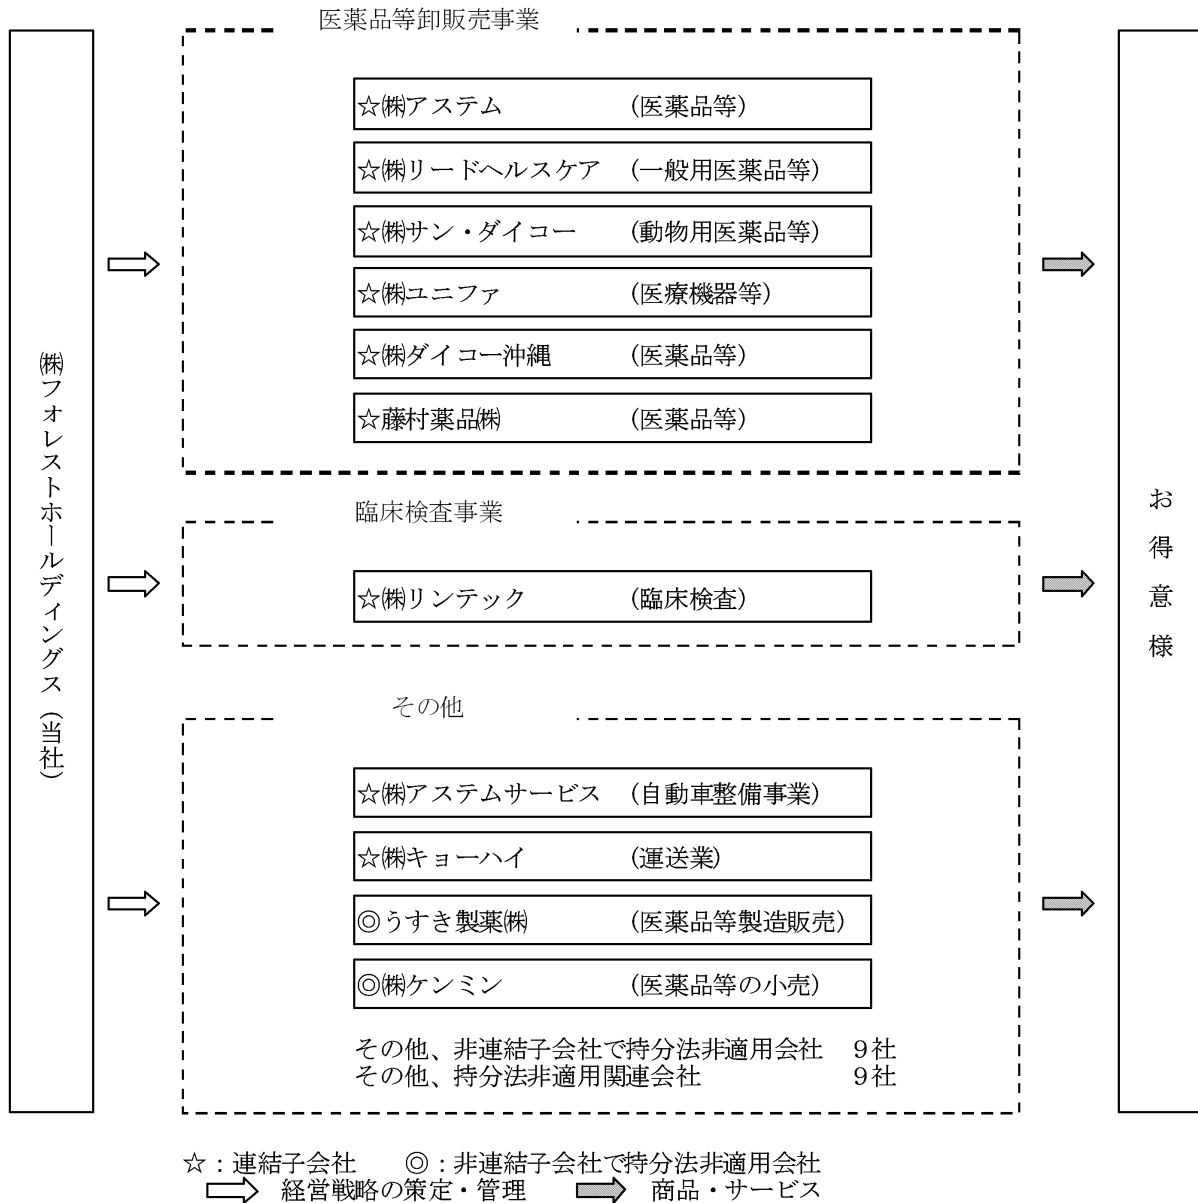 医薬品等卸販売事業
☆㈱アステム (医薬品等)
☆㈱リードヘルスケア (一般用医薬品等)
☆㈱サン・ダイコー (動物用医薬品等)
☆㈱ユニファ (医療機器等)
☆㈱ダイコー沖縄 (医薬品等)
☆藤村薬品㈱ (医薬品等)
㈱フォレストホールディングス(当社)
お得意様
臨床検査事業
☆㈱リンテック (臨床検査)
その他
☆㈱アステムサービス (自動車整備事業)
☆㈱キョーハイ (運送業)
◎うすき製薬㈱ (医薬品等製造販売)
◎㈱ケンミン (医薬品等の小売)
その他、非連結子会社で持分法非適用会社 9社
その他、持分法非適用関連会社 9社
☆:連結子会社 ◎:非連結子会社で持分法非適用会社
経営戦略の策定・管理 商品・サービス